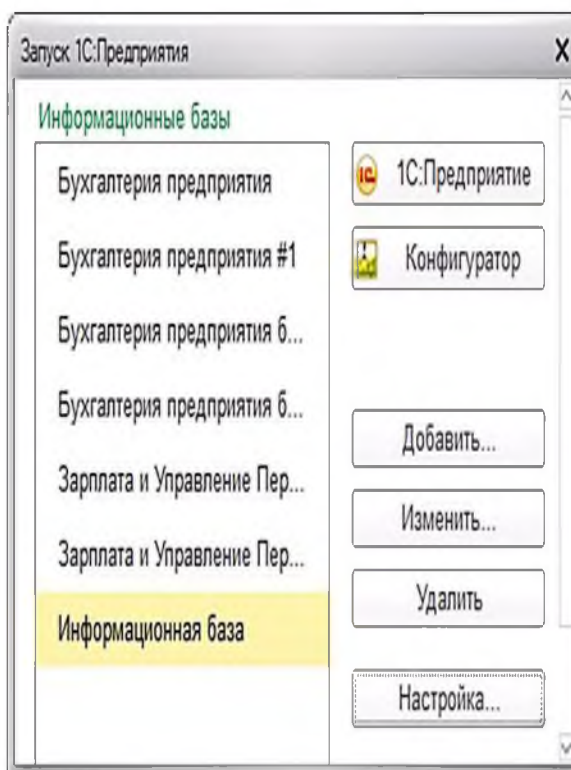 Запуск 1С:Предприятия
X
Информационные базы
Бухгалтерия предприятия
Бухгалтерия предприятия #1
Бухгалтерия предприятия б...
Бухгалтерия предприятия б...
Зарплата и Управление Пер...
Зарплата и Управление Пер...
Информационная база
1С 1С:Предприятие
Конфигуратор
Добавить...
Изменить...
Удалить
Настройка...